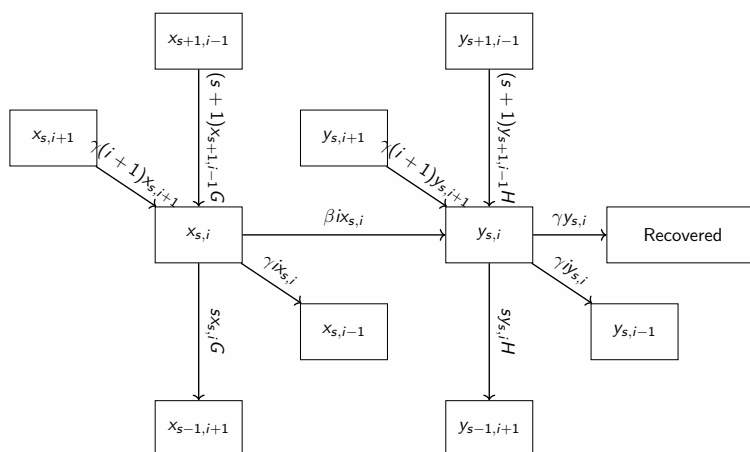 x_{s+1,i−1}
y_{s+1,i−1}
(s + 1)x_{s+1,i−1}G
(s + 1)y_{s+1,i−1}H
x_{s,i+1}
y_{s,i+1}
γ(i + 1)x_{s,i+1}
γ(i + 1)y_{s,i+1}
x_{s,i}
βix_{s,i}
y_{s,i}
γy_{s,i}
Recovered
γix_{s,i}
γiy_{s,i}
sx_{s,i}G
sy_{s,i}H
x_{s,i−1}
y_{s,i−1}
x_{s−1,i+1}
y_{s−1,i+1}